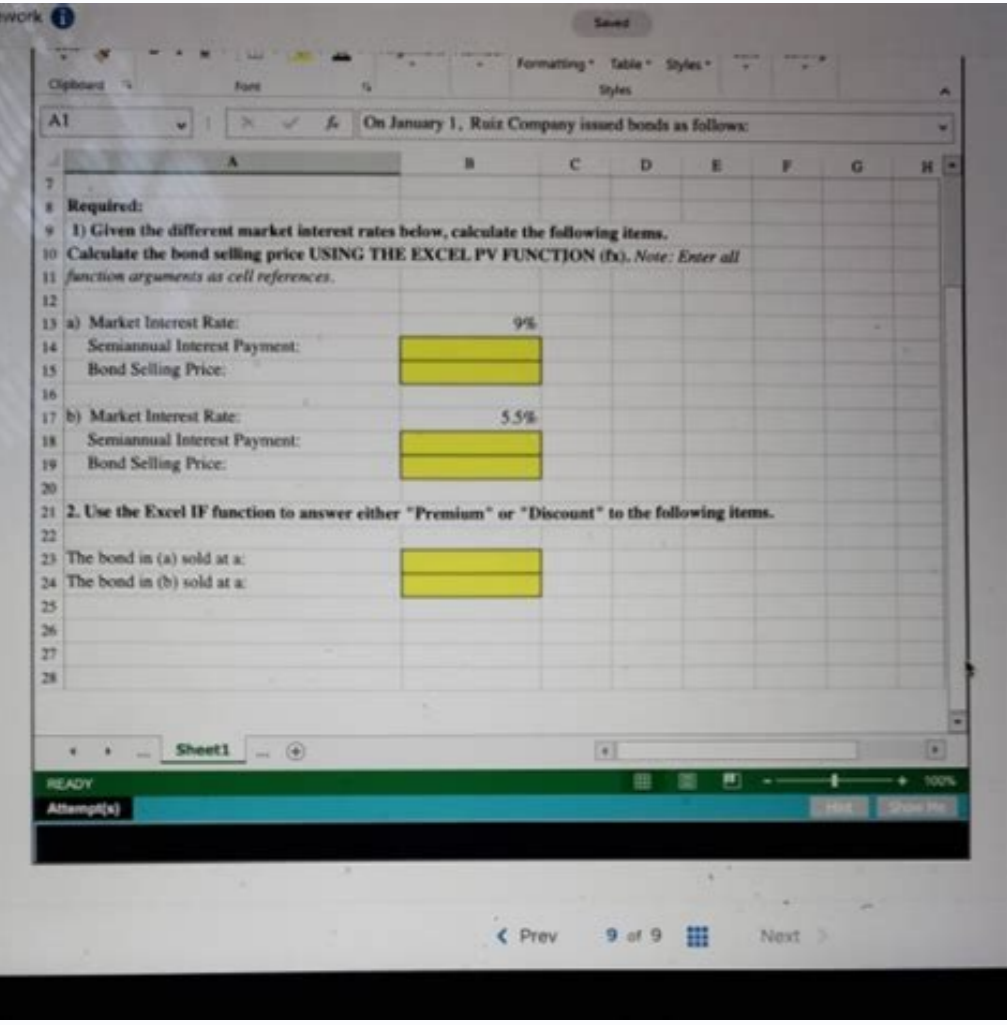 work i
Saved
Formatting Table Styles
Clipboard Font Styles
A1 fx On January 1, Ruiz Company issued bonds as follows:
A B C D E F G H
7
8 Required:
9 1) Given the different market interest rates below, calculate the following items.
10 Calculate the bond selling price USING THE EXCEL PV FUNCTION (fx). Note: Enter all
11 function arguments as cell references.
12
13 a) Market Interest Rate: 9%
14 Semiannual Interest Payment:
15 Bond Selling Price:
16
17 b) Market Interest Rate: 5.5%
18 Semiannual Interest Payment:
19 Bond Selling Price:
20
21 2. Use the Excel IF function to answer either "Premium" or "Discount" to the following items.
22
23 The bond in (a) sold at a:
24 The bond in (b) sold at a:
25
26
27
28
... Sheet1 ...
READY 100%
Attempt(s) Hint Show Me
Prev 9 of 9 Next